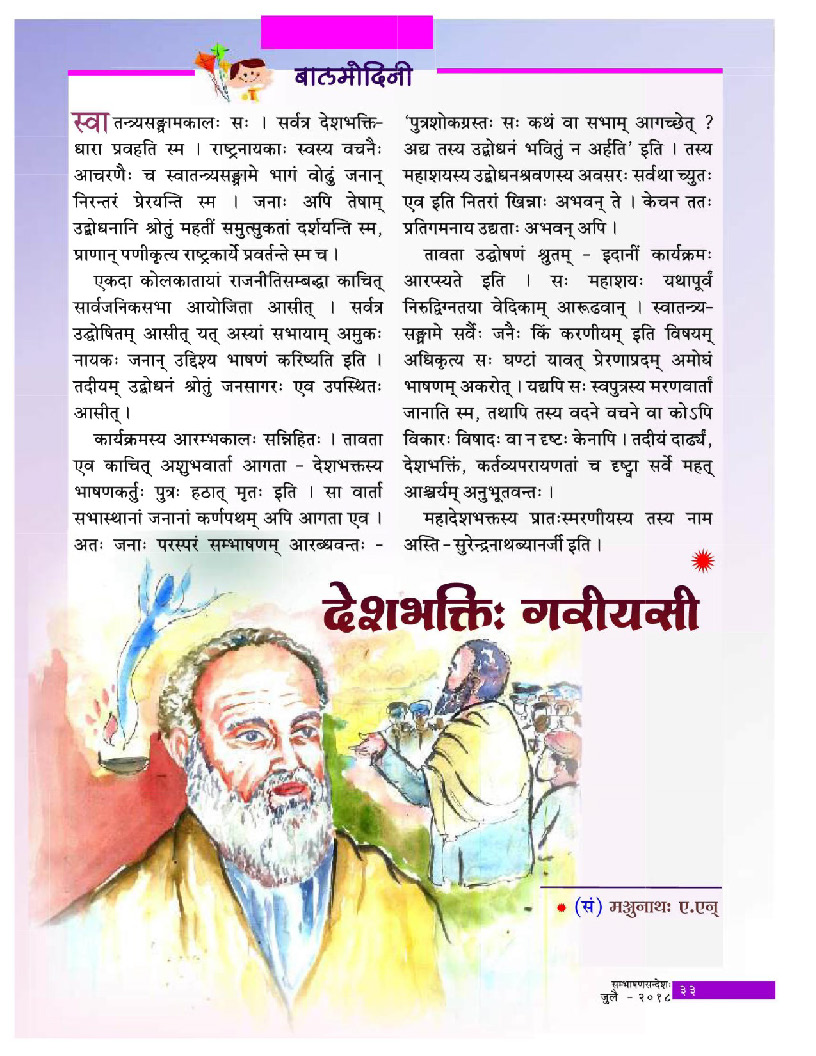 बालमोदिनी
स्वातन्त्र्यसङ्ग्रामकालः सः । सर्वत्र देशभक्ति-
धारा प्रवहति स्म । राष्ट्रनायकाः स्वस्य वचनैः
आचरणैः च स्वातन्त्र्यसङ्ग्रामे भागं वोढुं जनान्
निरन्तरं प्रेरयन्ति स्म । जनाः अपि तेषाम्
उद्बोधनानि श्रोतुं महतीं समुत्सुकतां दर्शयन्ति स्म,
प्राणान् पणीकृत्य राष्ट्रकार्ये प्रवर्तन्ते स्म च ।
एकदा कोलकातायां राजनीतिसम्बद्धा काचित्
सार्वजनिकसभा आयोजिता आसीत् । सर्वत्र
उद्घोषितम् आसीत् यत् अस्यां सभायाम् अमुकः
नायकः जनान् उद्दिश्य भाषणं करिष्यति इति ।
तदीयम् उद्बोधनं श्रोतुं जनसागरः एव उपस्थितः
आसीत् ।
कार्यक्रमस्य आरम्भकालः सन्निहितः । तावता
एव काचित् अशुभवार्ता आगता - देशभक्तस्य
भाषणकर्तुः पुत्रः हठात् मृतः इति । सा वार्ता
सभास्थानां जनानां कर्णपथम् अपि आगता एव ।
अतः जनाः परस्परं सम्भाषणम् आरब्धवन्तः -
'पुत्रशोकग्रस्तः सः कथं वा सभाम् आगच्छेत् ?
अद्य तस्य उद्बोधनं भवितुं न अर्हति' इति । तस्य
महाशयस्य उद्बोधनश्रवणस्य अवसरः सर्वथा च्युतः
एव इति नितरां खिन्नाः अभवन् ते । केचन ततः
प्रतिगमनाय उद्यताः अभवन् अपि ।
तावता उद्घोषणं श्रुतम् - इदानीं कार्यक्रमः
आरप्स्यते इति । सः महाशयः यथापूर्वं
निरुद्विग्नतया वेदिकाम् आरूढवान् । स्वातन्त्र्य-
सङ्ग्रामे सर्वैः जनैः किं करणीयम् इति विषयम्
अधिकृत्य सः घण्टां यावत् प्रेरणाप्रदम् अमोघं
भाषणम् अकरोत् । यद्यपि सः स्वपुत्रस्य मरणवार्तां
जानाति स्म, तथापि तस्य वदने वचने वा कोऽपि
विकारः विषादः वा न दृष्टः केनापि । तदीयं दार्ढ्यं,
देशभक्तिं, कर्तव्यपरायणतां च दृष्ट्वा सर्वे महत्
आश्चर्यम् अनुभूतवन्तः ।
महादेशभक्तस्य प्रातःस्मरणीयस्य तस्य नाम
अस्ति - सुरेन्द्रनाथब्यानर्जी इति ।
देशभक्तिः गरीयसी
(सं) मञ्जुनाथः ए.एन्
सम्भाषणसन्देशः
जुलै - २०१८ ३३